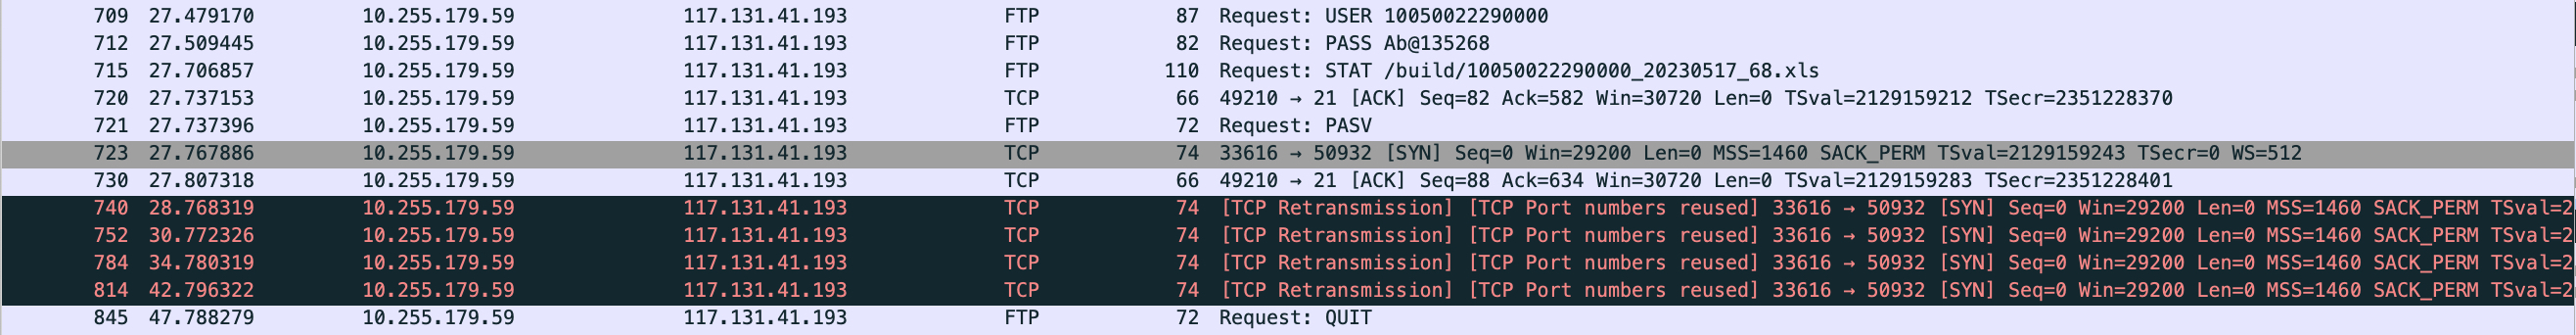 709 27.479170 10.255.179.59 117.131.41.193 FTP 87 Request: USER 10050022290000
712 27.509445 10.255.179.59 117.131.41.193 FTP 82 Request: PASS Ab@135268
715 27.706857 10.255.179.59 117.131.41.193 FTP 110 Request: STAT /build/10050022290000_20230517_68.xls
720 27.737153 10.255.179.59 117.131.41.193 TCP 66 49210 → 21 [ACK] Seq=82 Ack=582 Win=30720 Len=0 TSval=2129159212 TSecr=2351228370
721 27.737396 10.255.179.59 117.131.41.193 FTP 72 Request: PASV
723 27.767886 10.255.179.59 117.131.41.193 TCP 74 33616 → 50932 [SYN] Seq=0 Win=29200 Len=0 MSS=1460 SACK_PERM TSval=2129159243 TSecr=0 WS=512
730 27.807318 10.255.179.59 117.131.41.193 TCP 66 49210 → 21 [ACK] Seq=88 Ack=634 Win=30720 Len=0 TSval=2129159283 TSecr=2351228401
740 28.768319 10.255.179.59 117.131.41.193 TCP 74 [TCP Retransmission] [TCP Port numbers reused] 33616 → 50932 [SYN] Seq=0 Win=29200 Len=0 MSS=1460 SACK_PERM TSval=2
752 30.772326 10.255.179.59 117.131.41.193 TCP 74 [TCP Retransmission] [TCP Port numbers reused] 33616 → 50932 [SYN] Seq=0 Win=29200 Len=0 MSS=1460 SACK_PERM TSval=2
784 34.780319 10.255.179.59 117.131.41.193 TCP 74 [TCP Retransmission] [TCP Port numbers reused] 33616 → 50932 [SYN] Seq=0 Win=29200 Len=0 MSS=1460 SACK_PERM TSval=2
814 42.796322 10.255.179.59 117.131.41.193 TCP 74 [TCP Retransmission] [TCP Port numbers reused] 33616 → 50932 [SYN] Seq=0 Win=29200 Len=0 MSS=1460 SACK_PERM TSval=2
845 47.788279 10.255.179.59 117.131.41.193 FTP 72 Request: QUIT